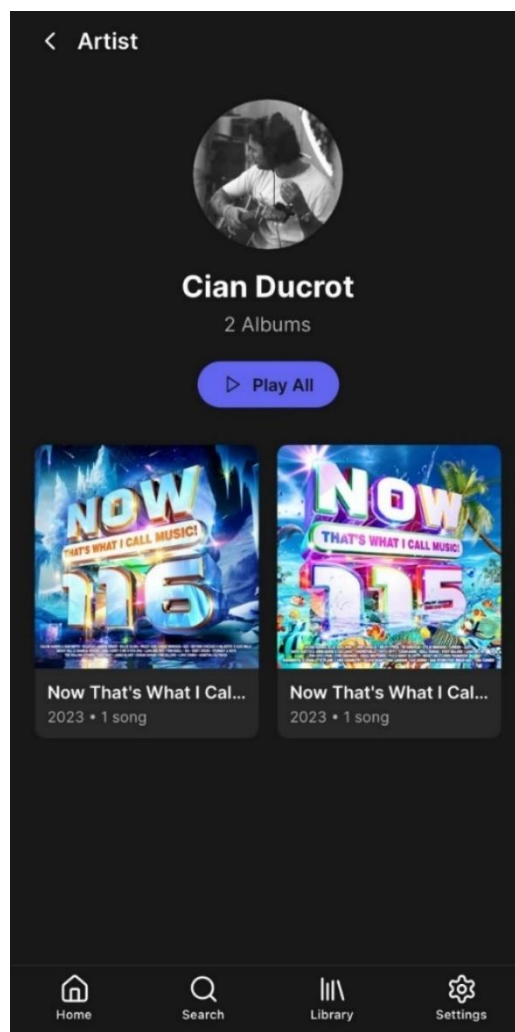 Artist
Cian Ducrot
2 Albums
Play All
NOW
THAT'S WHAT I CALL MUSIC!
116
NOW
THAT'S WHAT I CALL MUSIC!
115
Now That's What I Cal...
2023 • 1 song
Now That's What I Cal...
2023 • 1 song
Home
Search
Library
Settings